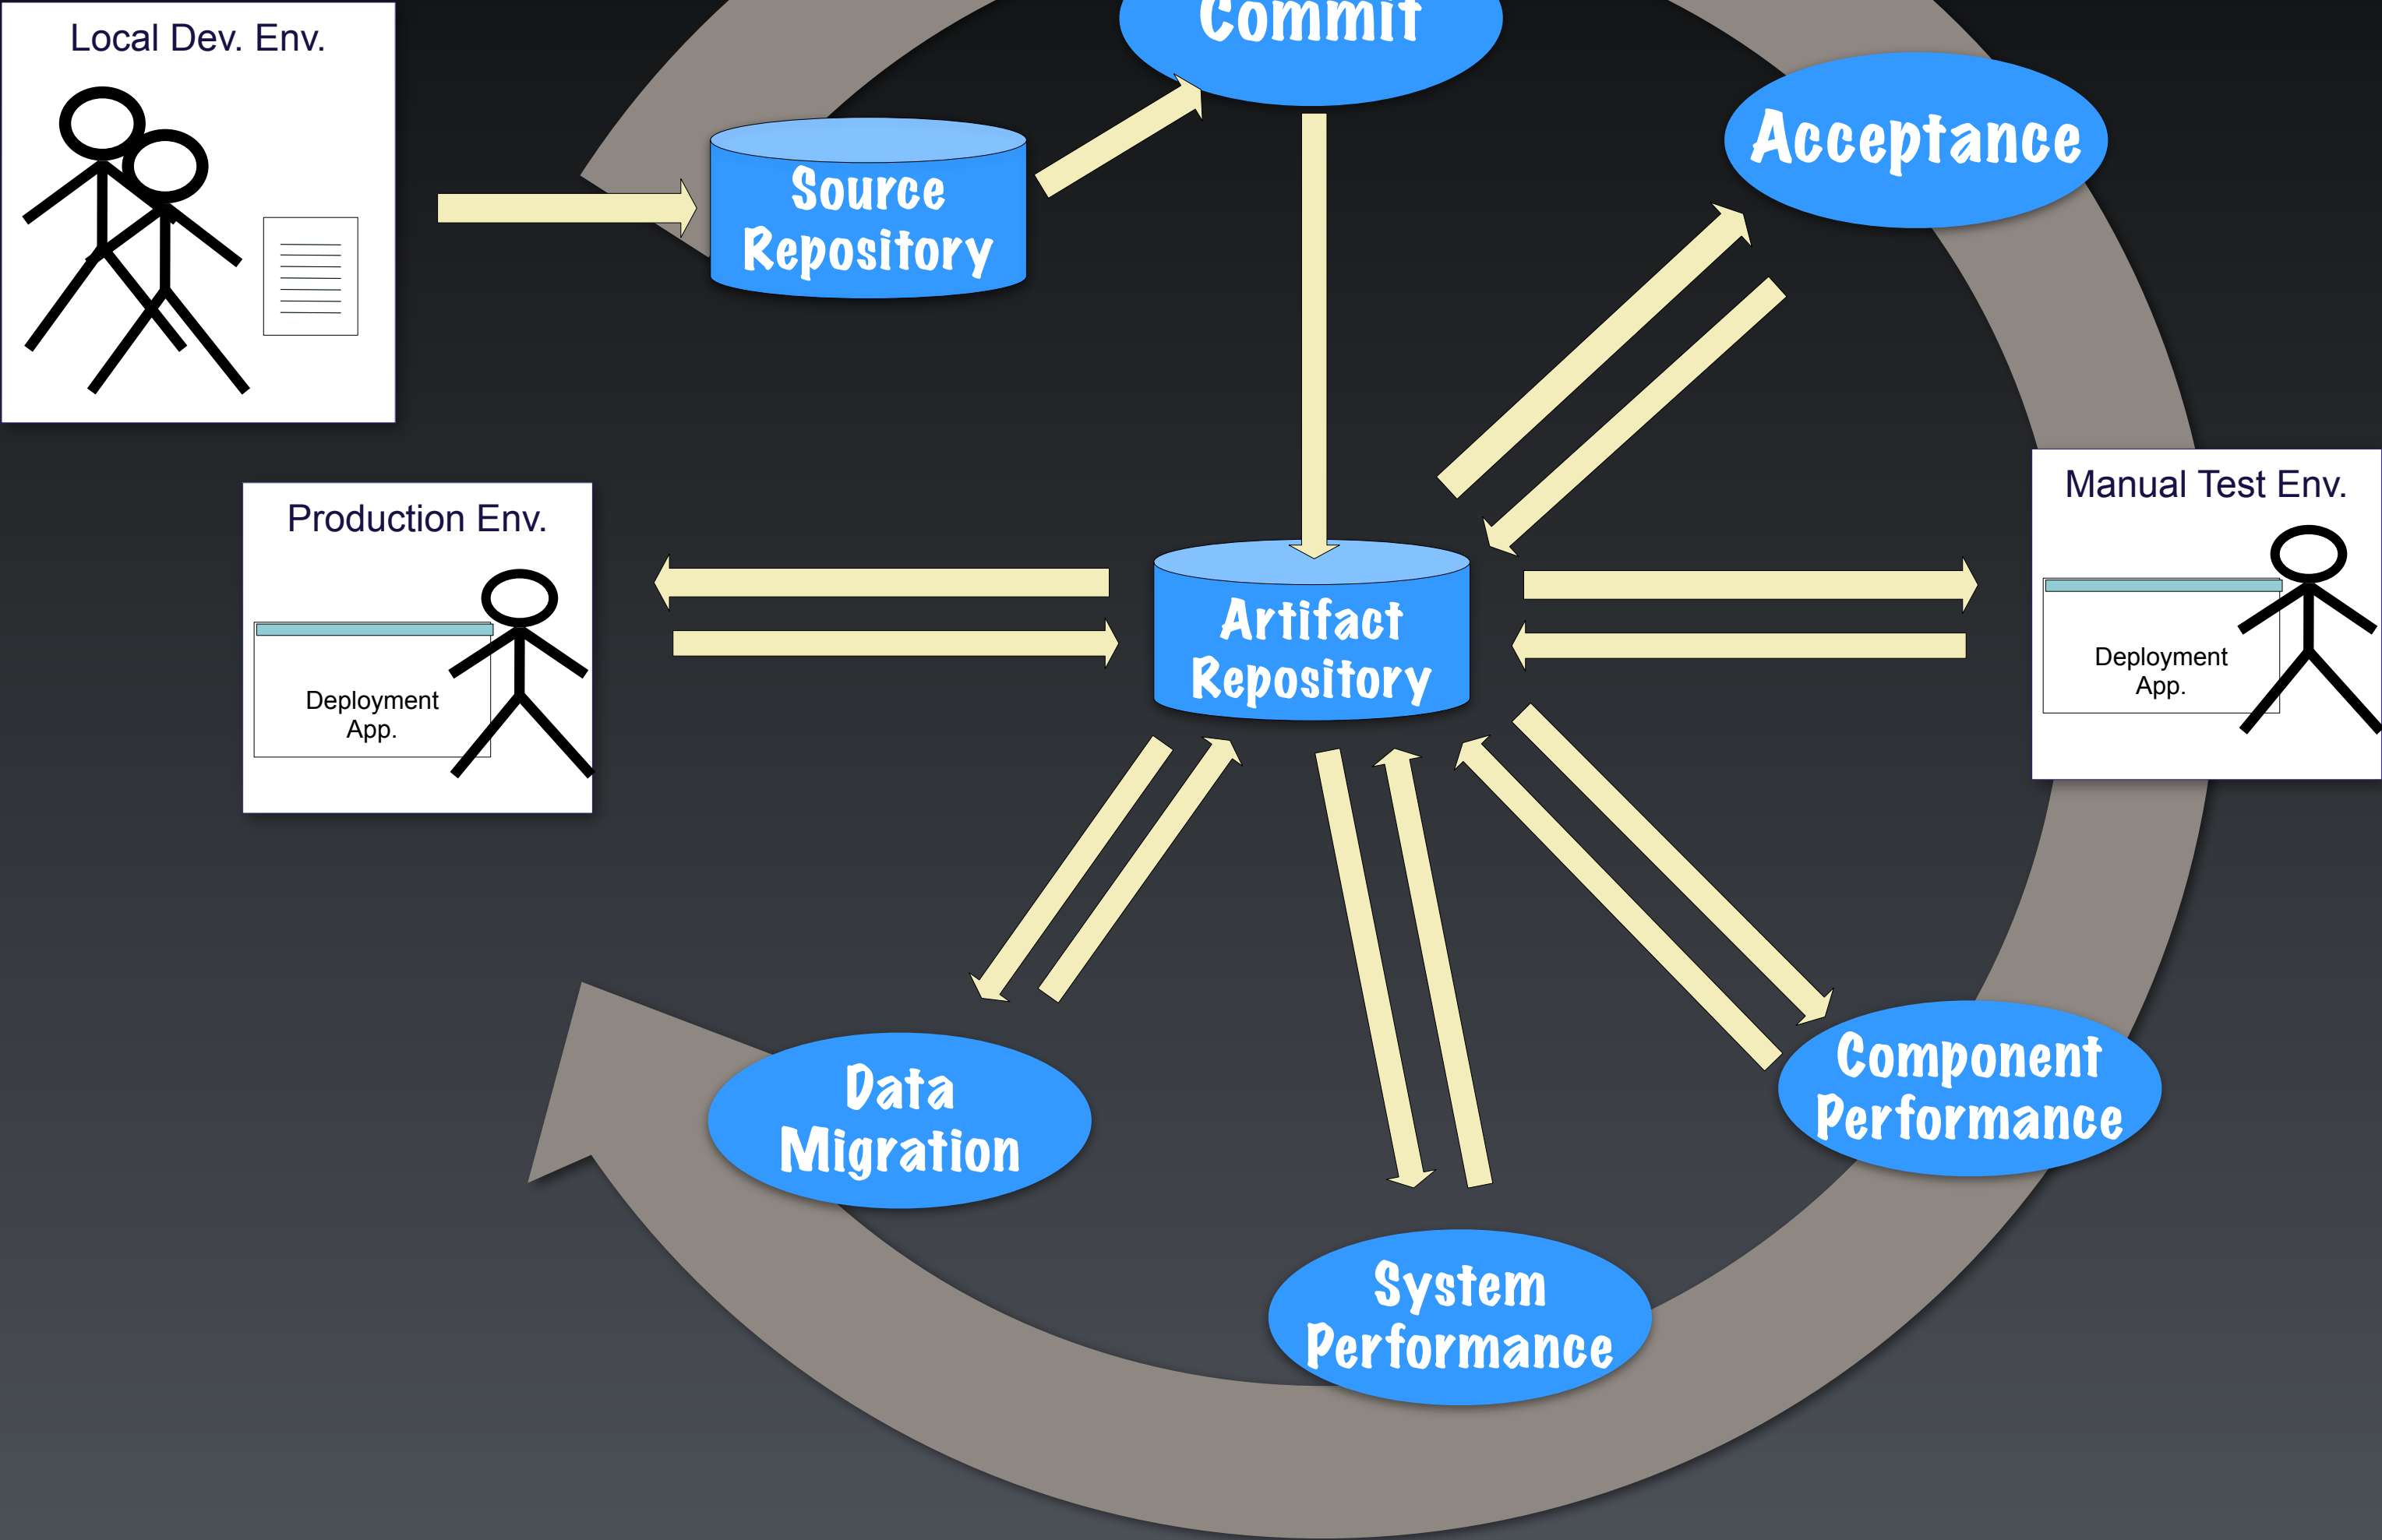 Local Dev. Env.
Commit
Acceptance
Source
Repository
Manual Test Env.
Production Env.
Artifact
Repository
Deployment
App.
Deployment
App.
Component
Performance
Data
Migration
System
Performance